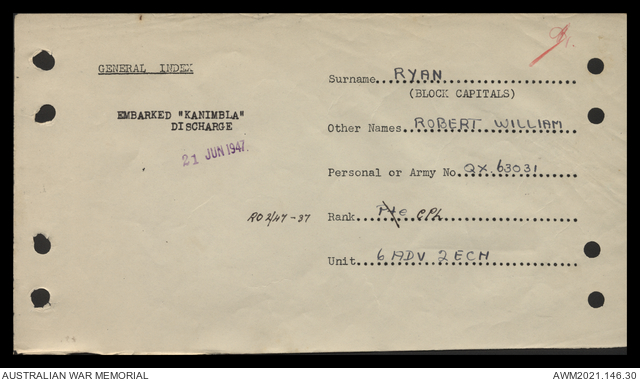 GENERAL INDEX
EMBARKED "KANIMBLA"
DISCHARGE
21 JUN 1947
Surname...RYAN
(BLOCK CAPITALS)
Other Names..ROBERT WILLIAM
Personal or Army No.QX.63031
RO 2/47-37
Rank...Pte CPL
Unit...6 ADV 2 ECH
AUSTRALIAN WAR MEMORIAL
AWM2021.146.30